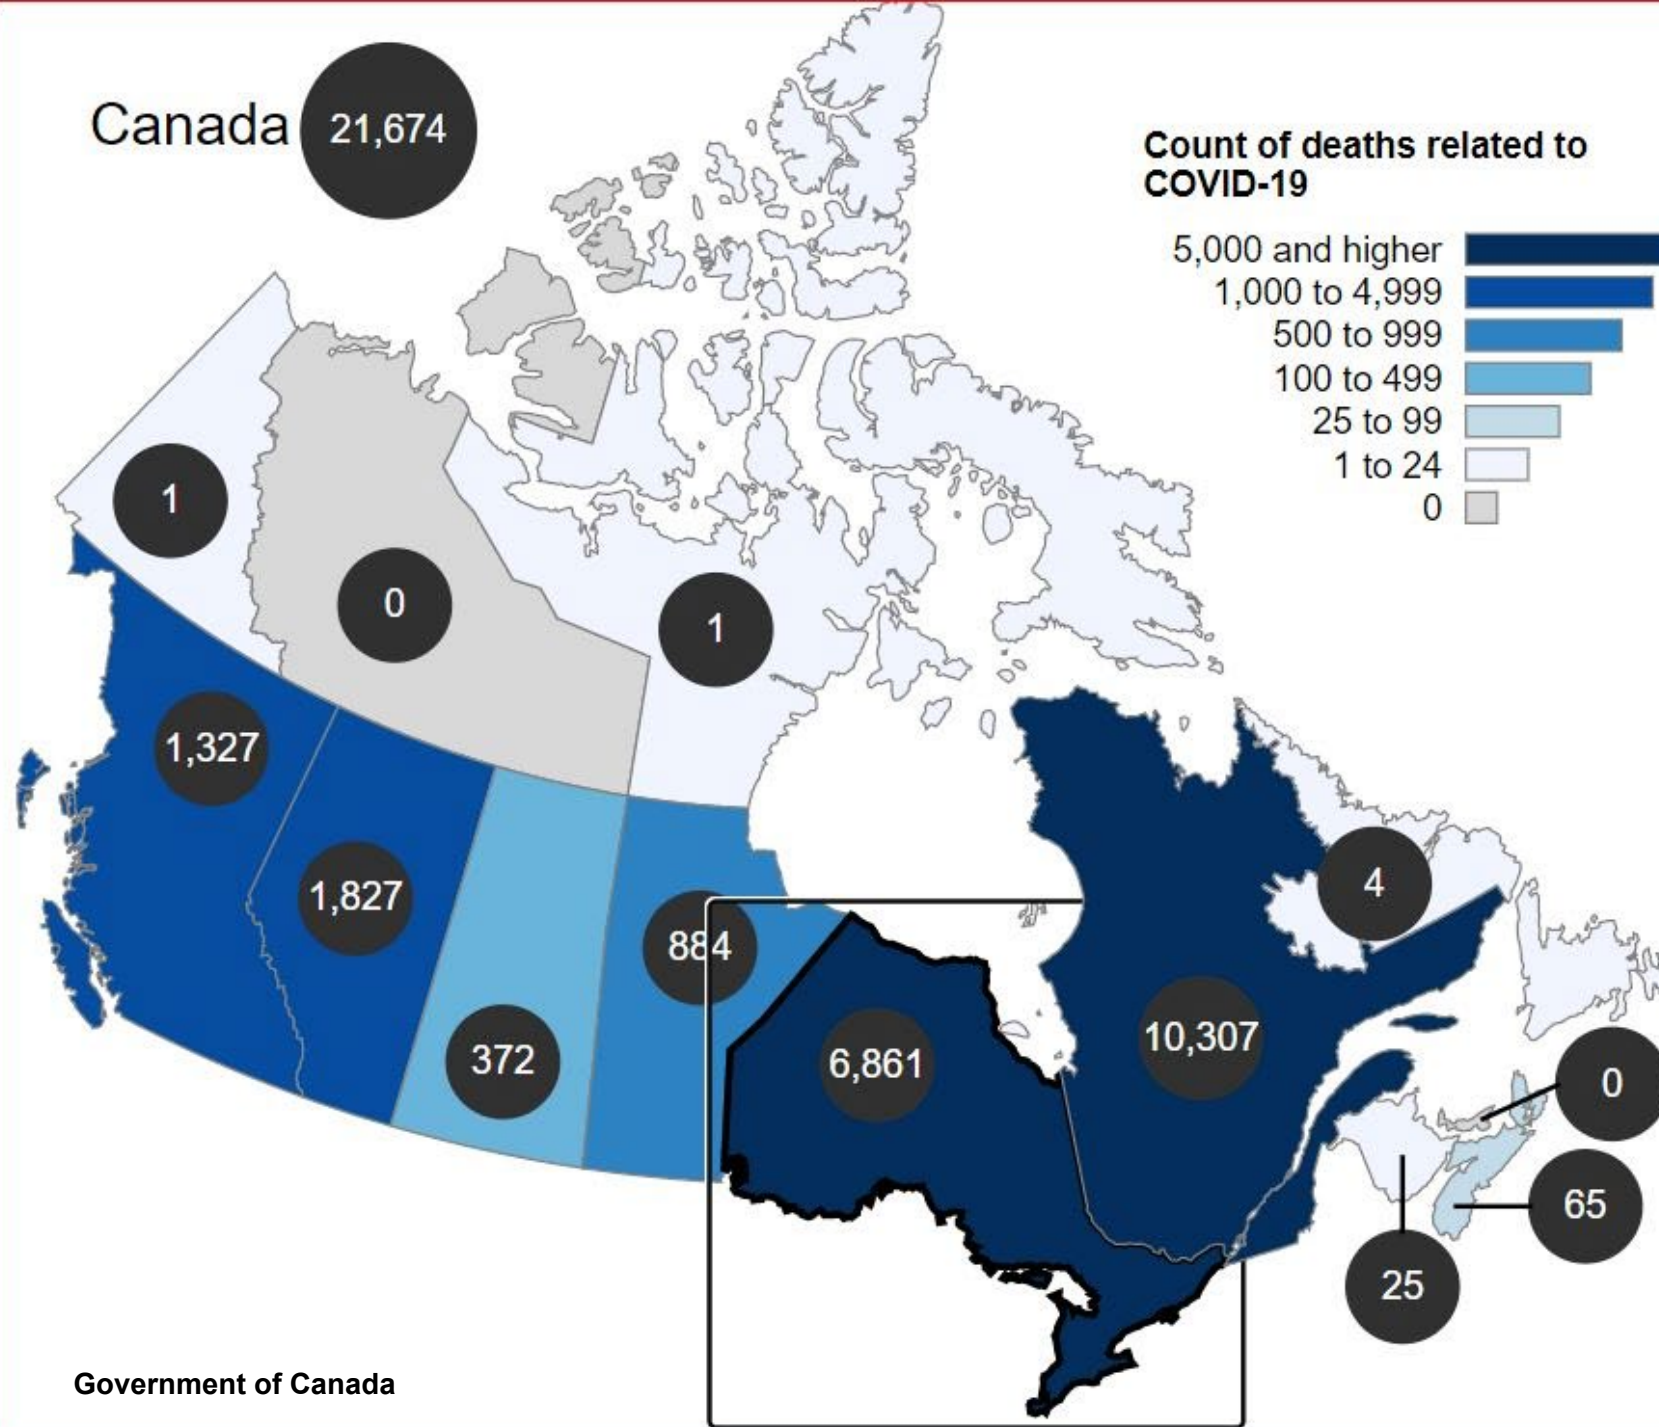 Canada 21,674
Count of deaths related to
COVID-19
5,000 and higher
1,000 to 4,999
500 to 999
100 to 499
25 to 99
1 to 24
0
1
0
1
1,327
1,827
372
884
6,861
10,307
4
0
65
25
Government of Canada